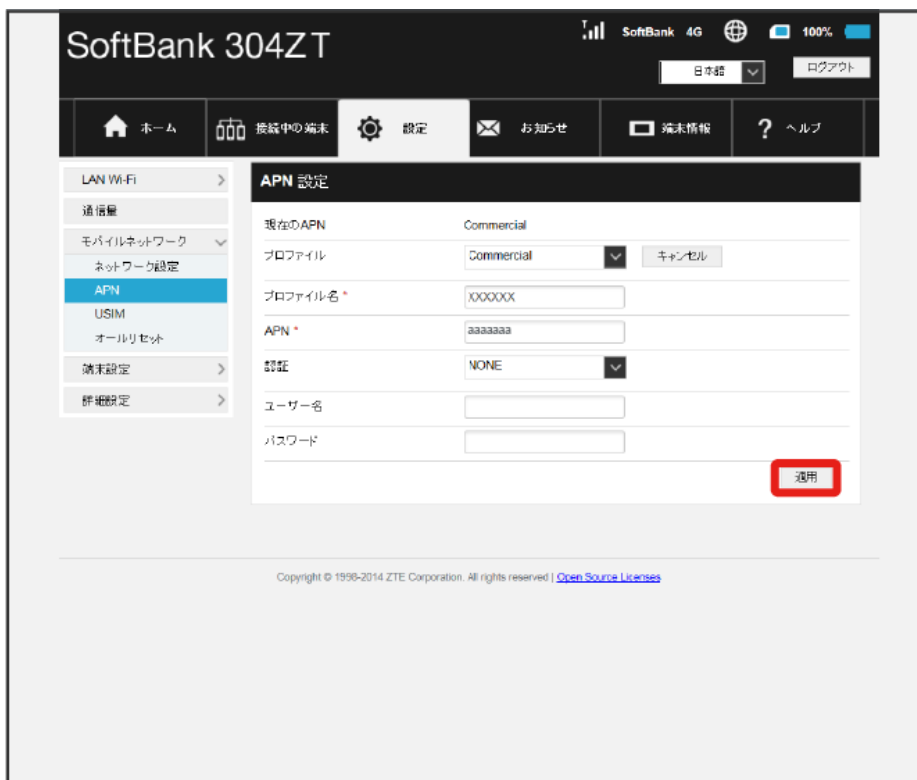 SoftBank 304ZT
SoftBank 4G 100%
日本語 ログアウト
ホーム 接続中の端末 設定 お知らせ 端末情報 ? ヘルプ
LAN Wi-Fi
通信量
モバイルネットワーク
ネットワーク設定
APN
USIM
オールリセット
端末設定
詳細設定
APN 設定
現在のAPN Commercial
プロファイル Commercial キャンセル
プロファイル名 * XXXXXX
APN * aaaaaaa
認証 NONE
ユーザー名
パスワード
適用
Copyright © 1998-2014 ZTE Corporation. All rights reserved | Open Source Licenses